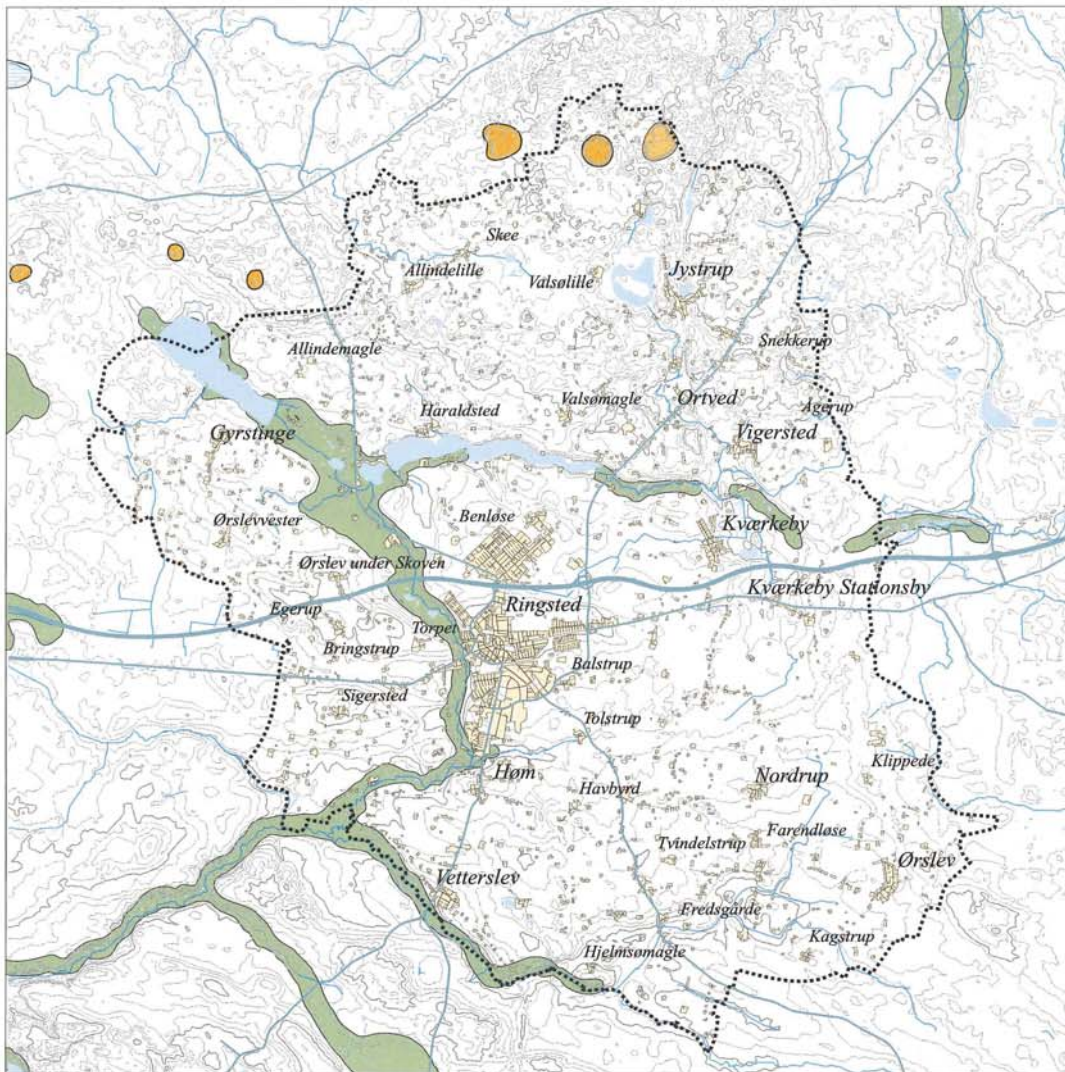 Skee
Allindelille
Valsølille
Jystrup
Snekkerup
Allindemagle
Haraldsted
Valsømagle
Ortved
Agerup
Gyrstinge
Vigersted
Ørslevvester
Benløse
Kværkeby
Ørslev under Skoven
Kværkeby Stationsby
Egerup
Ringsted
Torpet
Bringstrup
Balstrup
Sigersted
Tolstrup
Klippede
Høm
Havbyrd
Nordrup
Farendløse
Tvindelstrup
Ørslev
Vetterslev
Eredsgårde
Kagstrup
Hjelmsømagle